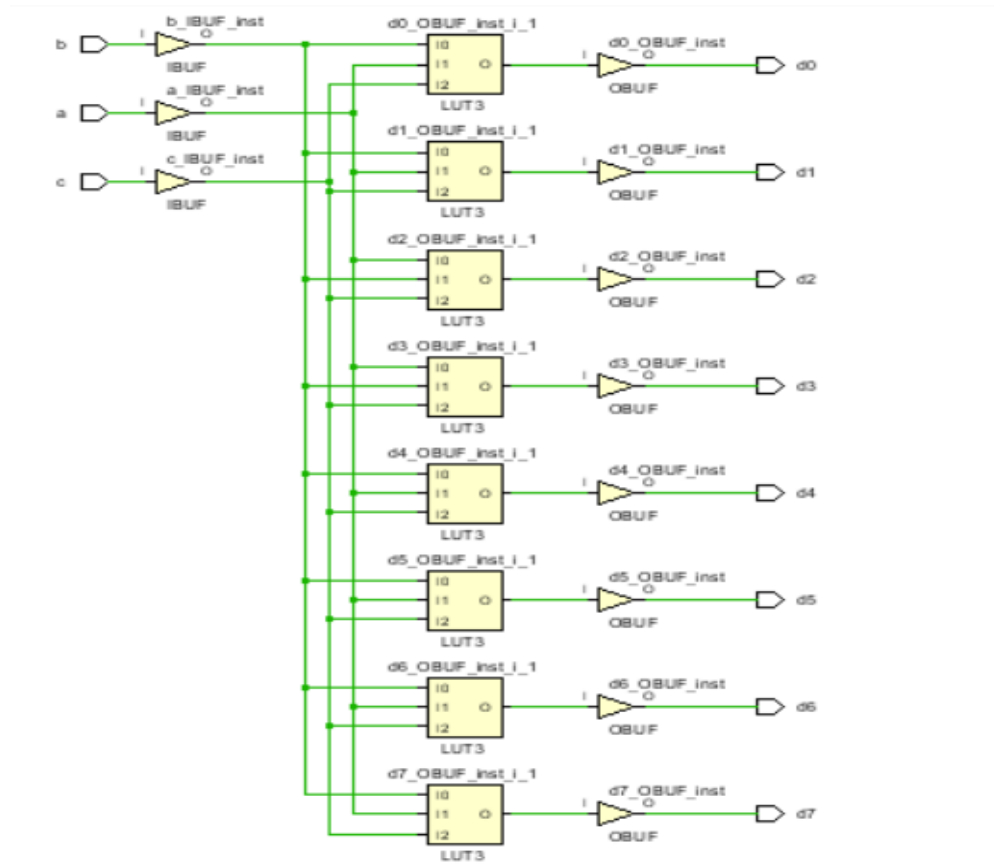 b_IBUF_inst
b I O
IBUF
a_IBUF_inst
a I O
IBUF
c_IBUF_inst
c I O
IBUF
d0_OBUF_inst_i_1
I0
I1 O
I2
LUT3
d0_OBUF_inst
I O
OBUF
d0
d1_OBUF_inst_i_1
I0
I1 O
I2
LUT3
d1_OBUF_inst
I O
OBUF
d1
d2_OBUF_inst_i_1
I0
I1 O
I2
LUT3
d2_OBUF_inst
I O
OBUF
d2
d3_OBUF_inst_i_1
I0
I1 O
I2
LUT3
d3_OBUF_inst
I O
OBUF
d3
d4_OBUF_inst_i_1
I0
I1 O
I2
LUT3
d4_OBUF_inst
I O
OBUF
d4
d5_OBUF_inst_i_1
I0
I1 O
I2
LUT3
d5_OBUF_inst
I O
OBUF
d5
d6_OBUF_inst_i_1
I0
I1 O
I2
LUT3
d6_OBUF_inst
I O
OBUF
d6
d7_OBUF_inst_i_1
I0
I1 O
I2
LUT3
d7_OBUF_inst
I O
OBUF
d7